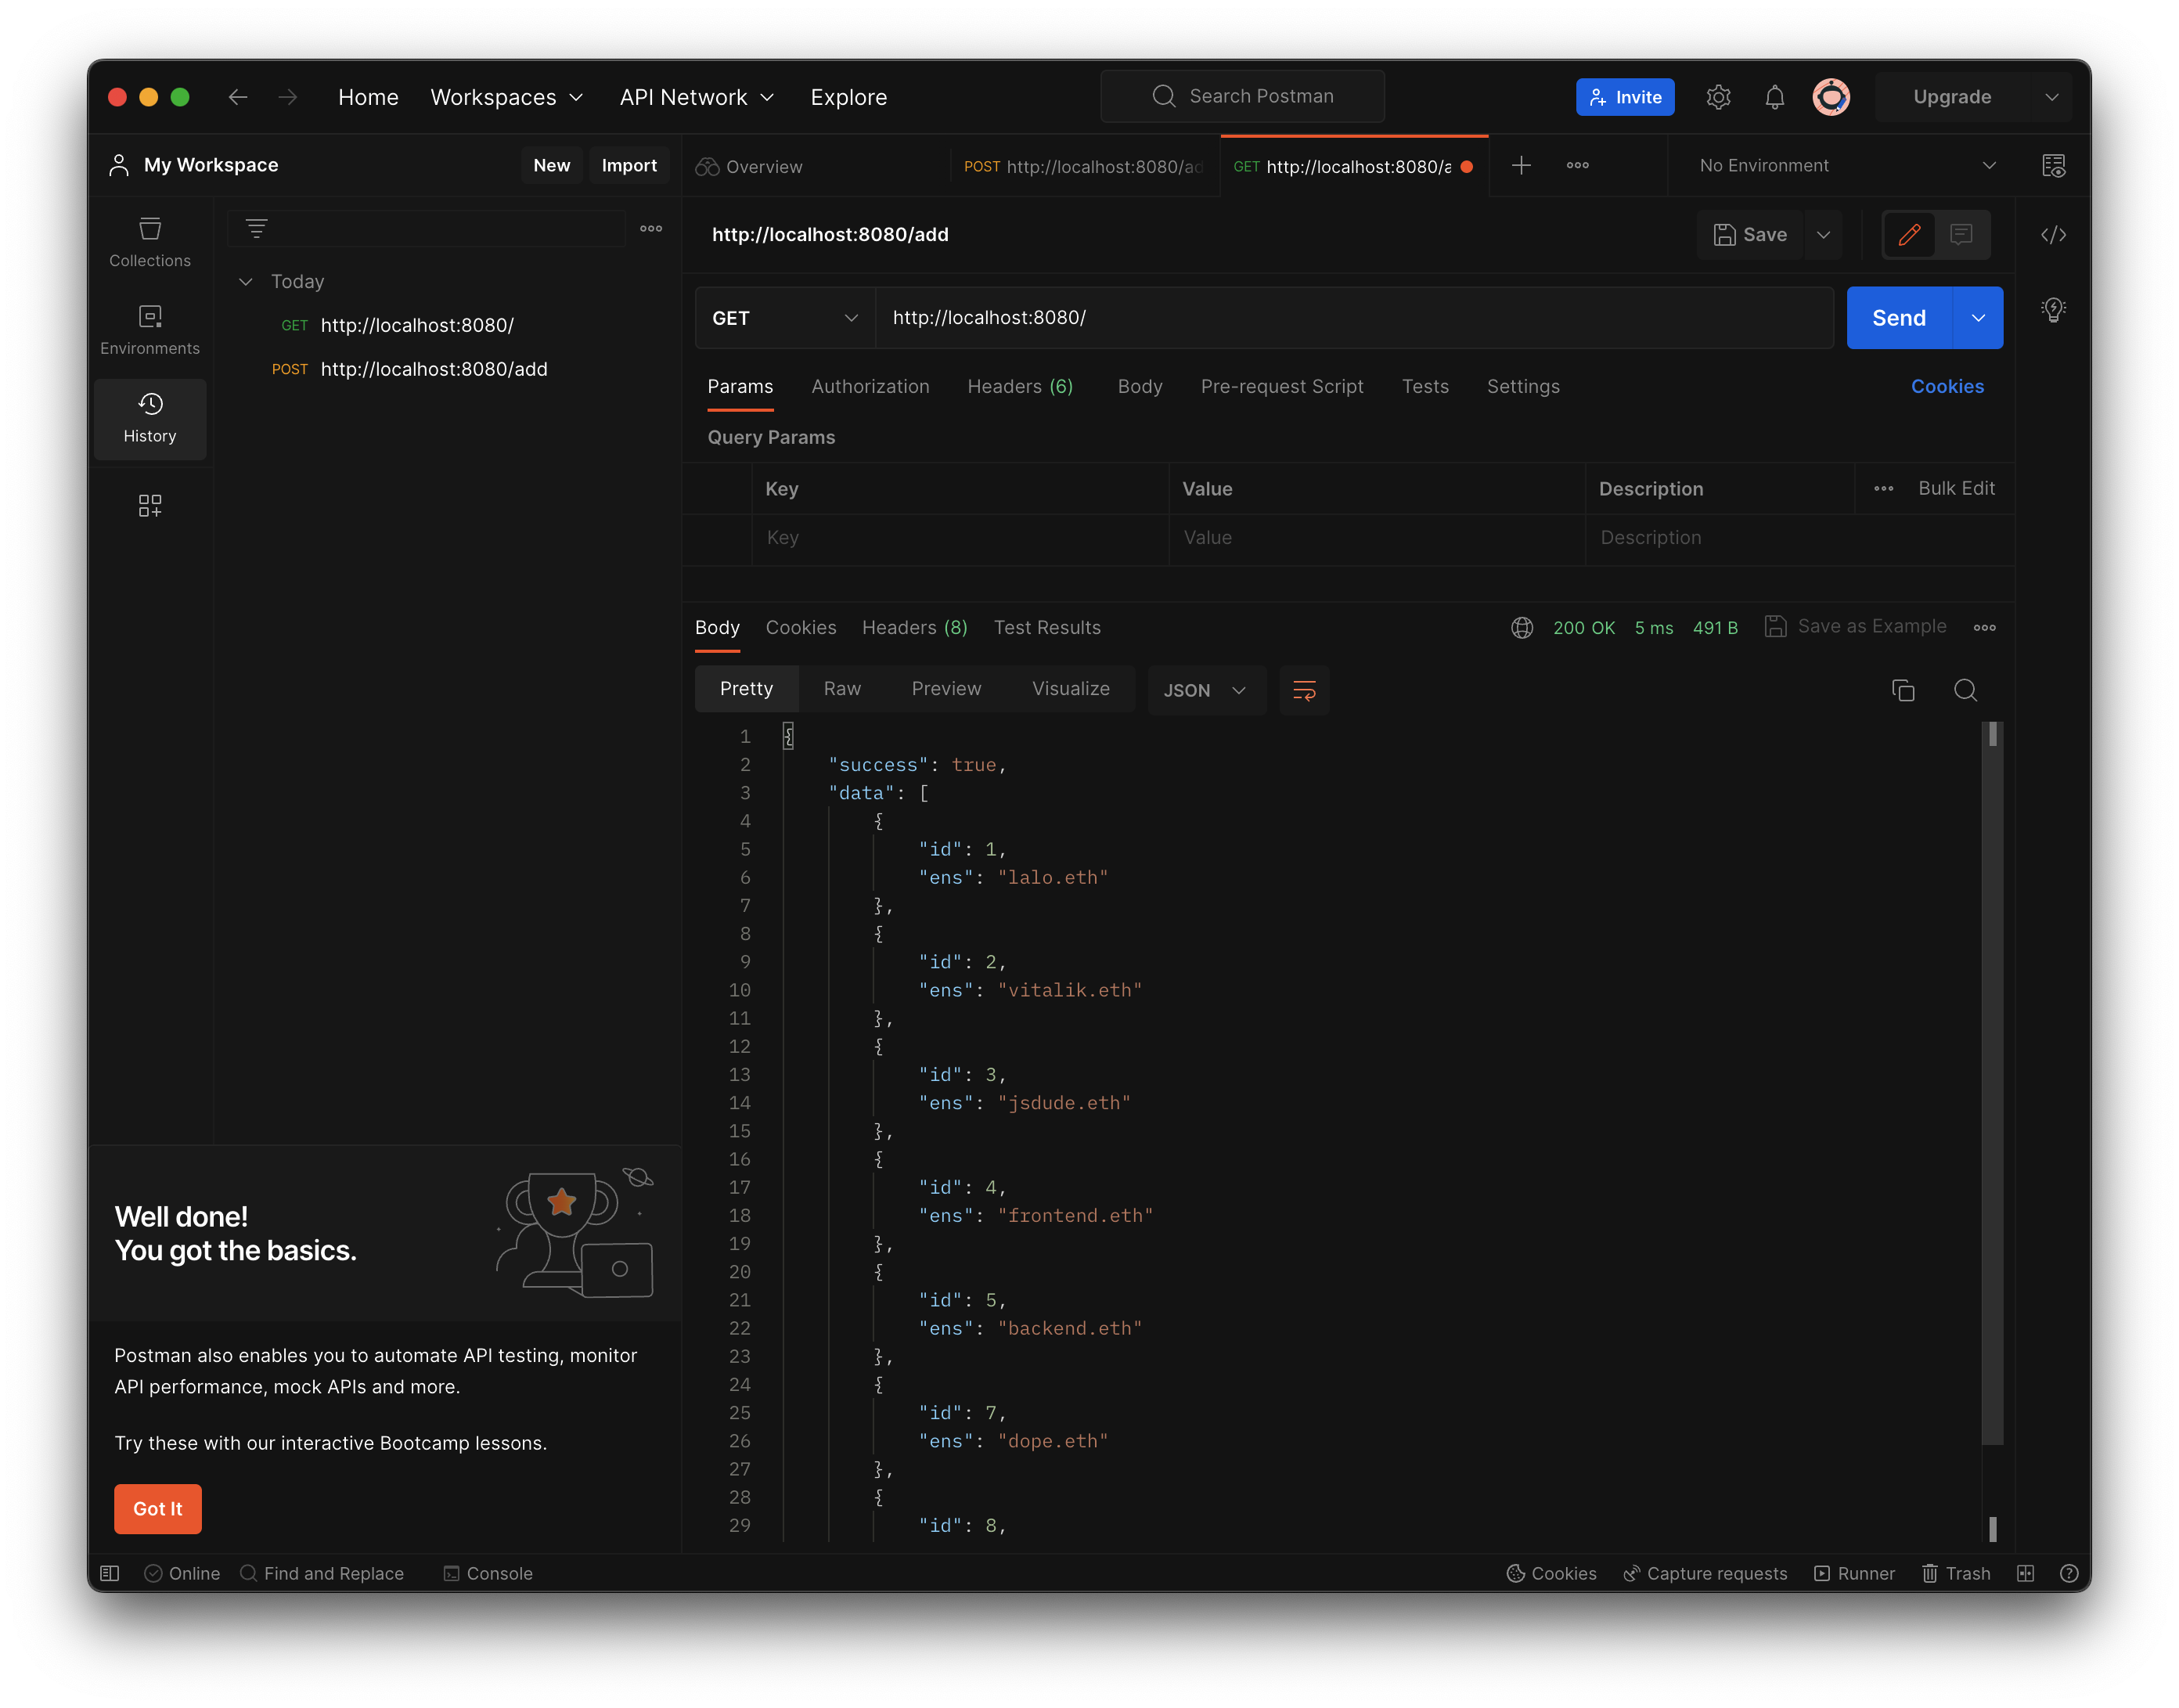 Home Workspaces API Network Explore
Search Postman
Invite
Upgrade
My Workspace
New Import
Overview
POST http://localhost:8080/ad
GET http://localhost:8080/a
No Environment
Collections
Environments
History
Today
GET http://localhost:8080/
POST http://localhost:8080/add
http://localhost:8080/add
Save
GET http://localhost:8080/
Send
Params Authorization Headers (6) Body Pre-request Script Tests Settings Cookies
Query Params
Key Value Description Bulk Edit
Key Value Description
Body Cookies Headers (8) Test Results
200 OK 5 ms 491 B Save as Example
Pretty Raw Preview Visualize JSON
1 {
2 "success": true,
3 "data": [
4 {
5 "id": 1,
6 "ens": "lalo.eth"
7 },
8 {
9 "id": 2,
10 "ens": "vitalik.eth"
11 },
12 {
13 "id": 3,
14 "ens": "jsdude.eth"
15 },
16 {
17 "id": 4,
18 "ens": "frontend.eth"
19 },
20 {
21 "id": 5,
22 "ens": "backend.eth"
23 },
24 {
25 "id": 7,
26 "ens": "dope.eth"
27 },
28 {
29 "id": 8,
Well done!
You got the basics.
Postman also enables you to automate API testing, monitor
API performance, mock APIs and more.
Try these with our interactive Bootcamp lessons.
Got It
Online Find and Replace Console
Cookies Capture requests Runner Trash